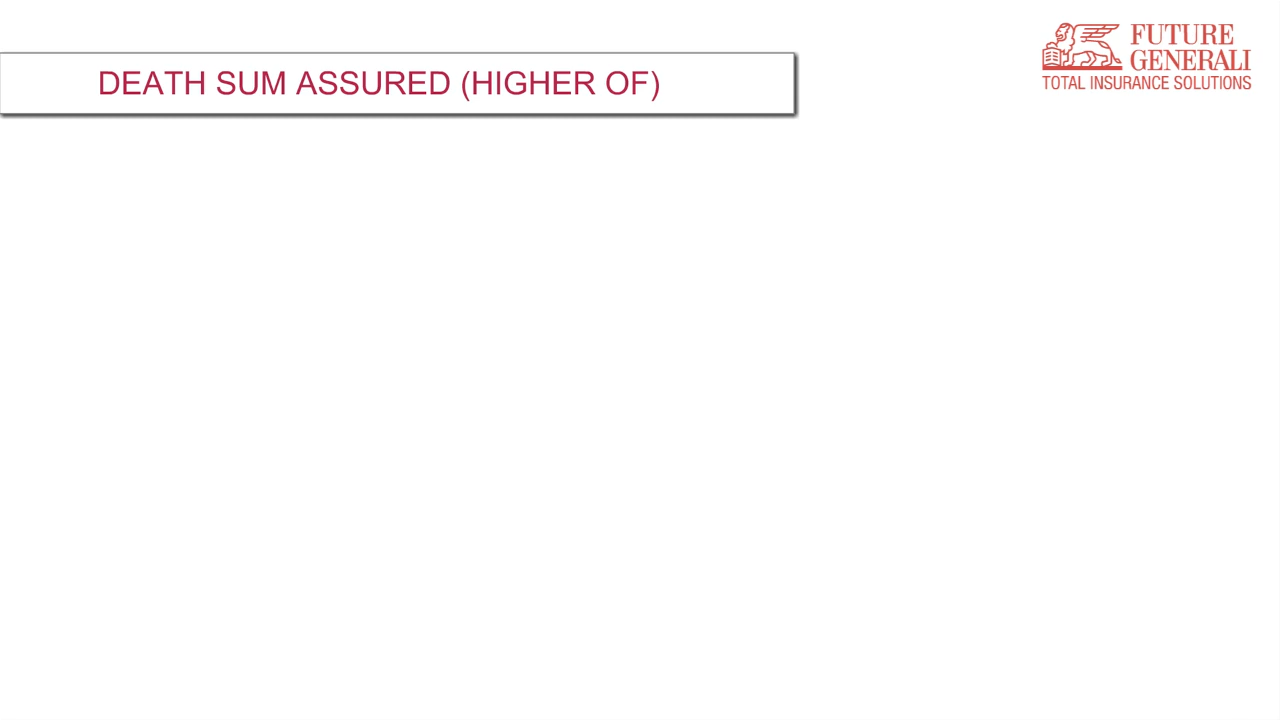 DEATH SUM ASSURED (HIGHER OF)
FUTURE
GENERALI
TOTAL INSURANCE SOLUTIONS